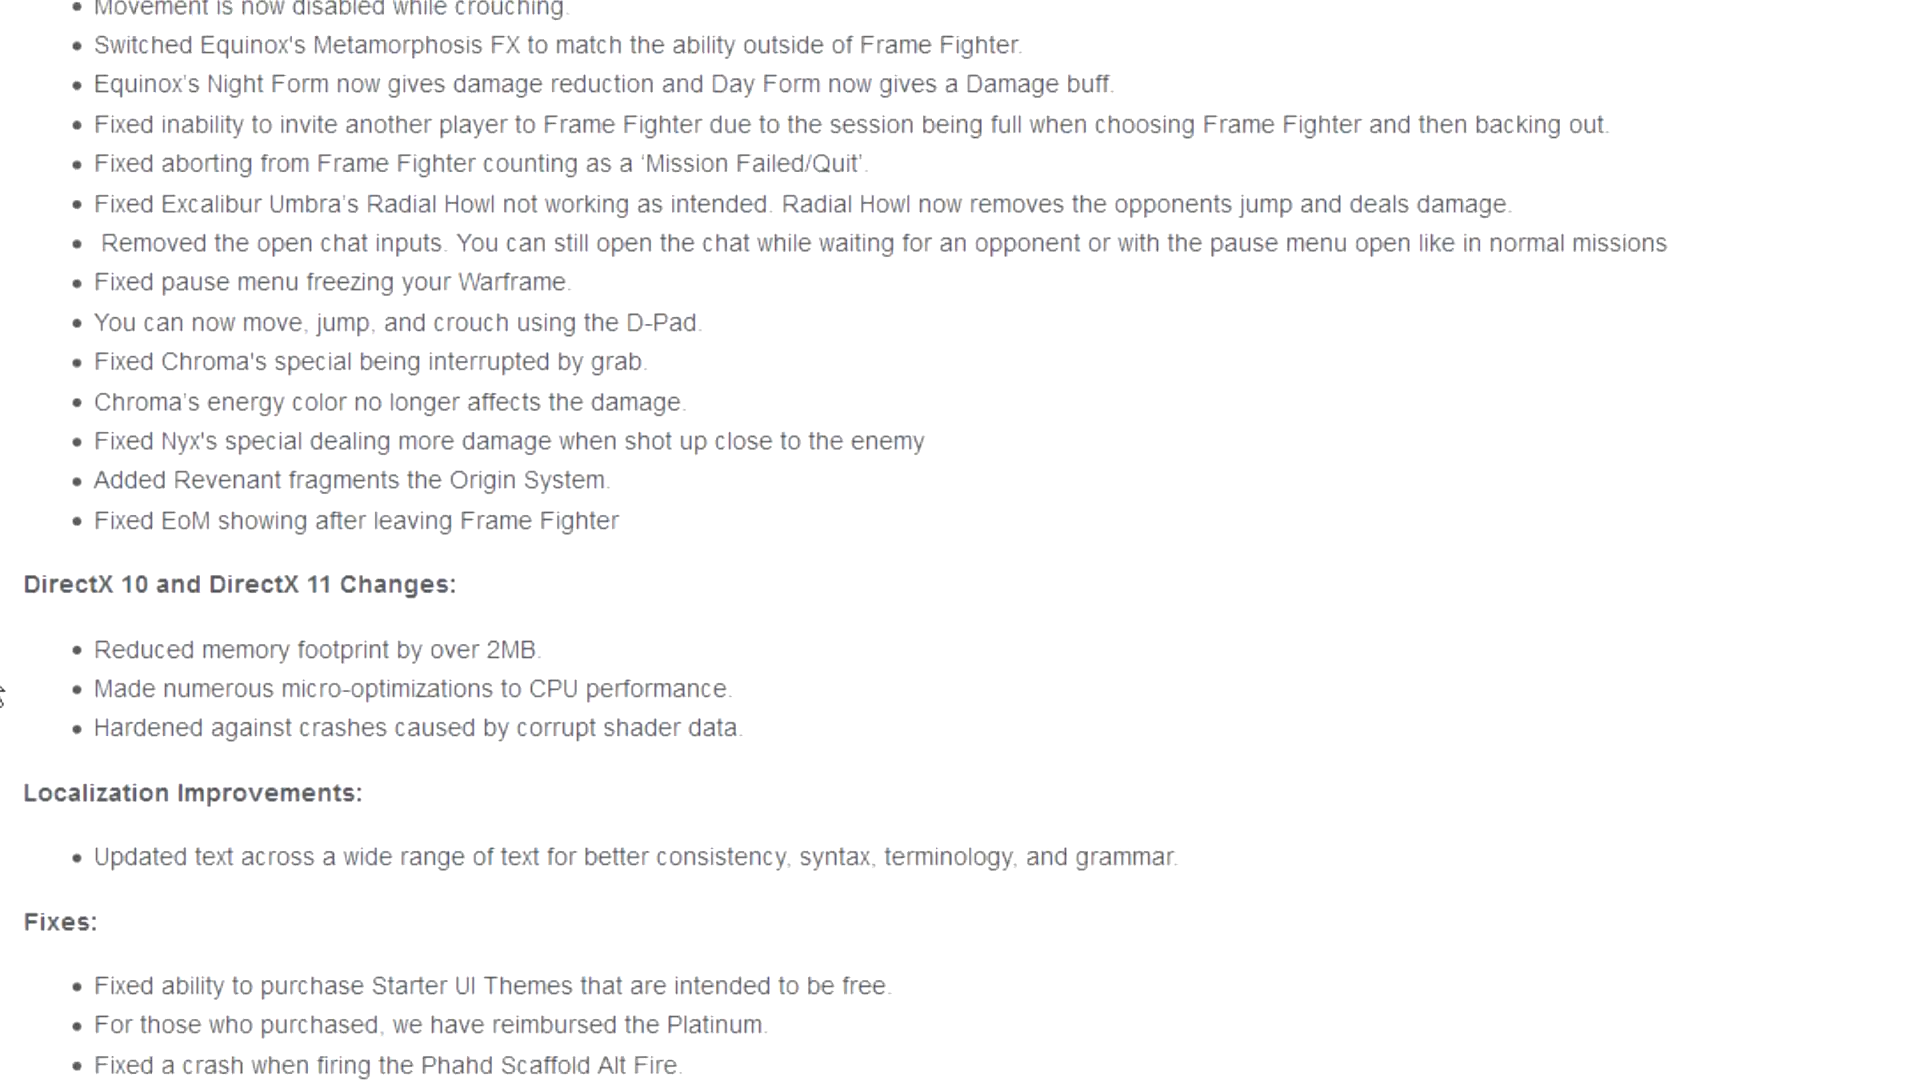 • Movement is now disabled while crouching.
• Switched Equinox's Metamorphosis FX to match the ability outside of Frame Fighter.
• Equinox's Night Form now gives damage reduction and Day Form now gives a Damage buff.
• Fixed inability to invite another player to Frame Fighter due to the session being full when choosing Frame Fighter and then backing out.
• Fixed aborting from Frame Fighter counting as a ‘Mission Failed/Quit’.
• Fixed Excalibur Umbra’s Radial Howl not working as intended. Radial Howl now removes the opponents jump and deals damage.
• Removed the open chat inputs. You can still open the chat while waiting for an opponent or with the pause menu open like in normal missions
• Fixed pause menu freezing your Warframe.
• You can now move, jump, and crouch using the D-Pad.
• Fixed Chroma's special being interrupted by grab.
• Chroma’s energy color no longer affects the damage.
• Fixed Nyx's special dealing more damage when shot up close to the enemy
• Added Revenant fragments the Origin System.
• Fixed EoM showing after leaving Frame Fighter
DirectX 10 and DirectX 11 Changes:
• Reduced memory footprint by over 2MB.
• Made numerous micro-optimizations to CPU performance.
• Hardened against crashes caused by corrupt shader data.
Localization Improvements:
• Updated text across a wide range of text for better consistency, syntax, terminology, and grammar.
Fixes:
• Fixed ability to purchase Starter UI Themes that are intended to be free.
• For those who purchased, we have reimbursed the Platinum.
• Fixed a crash when firing the Phahd Scaffold Alt Fire.